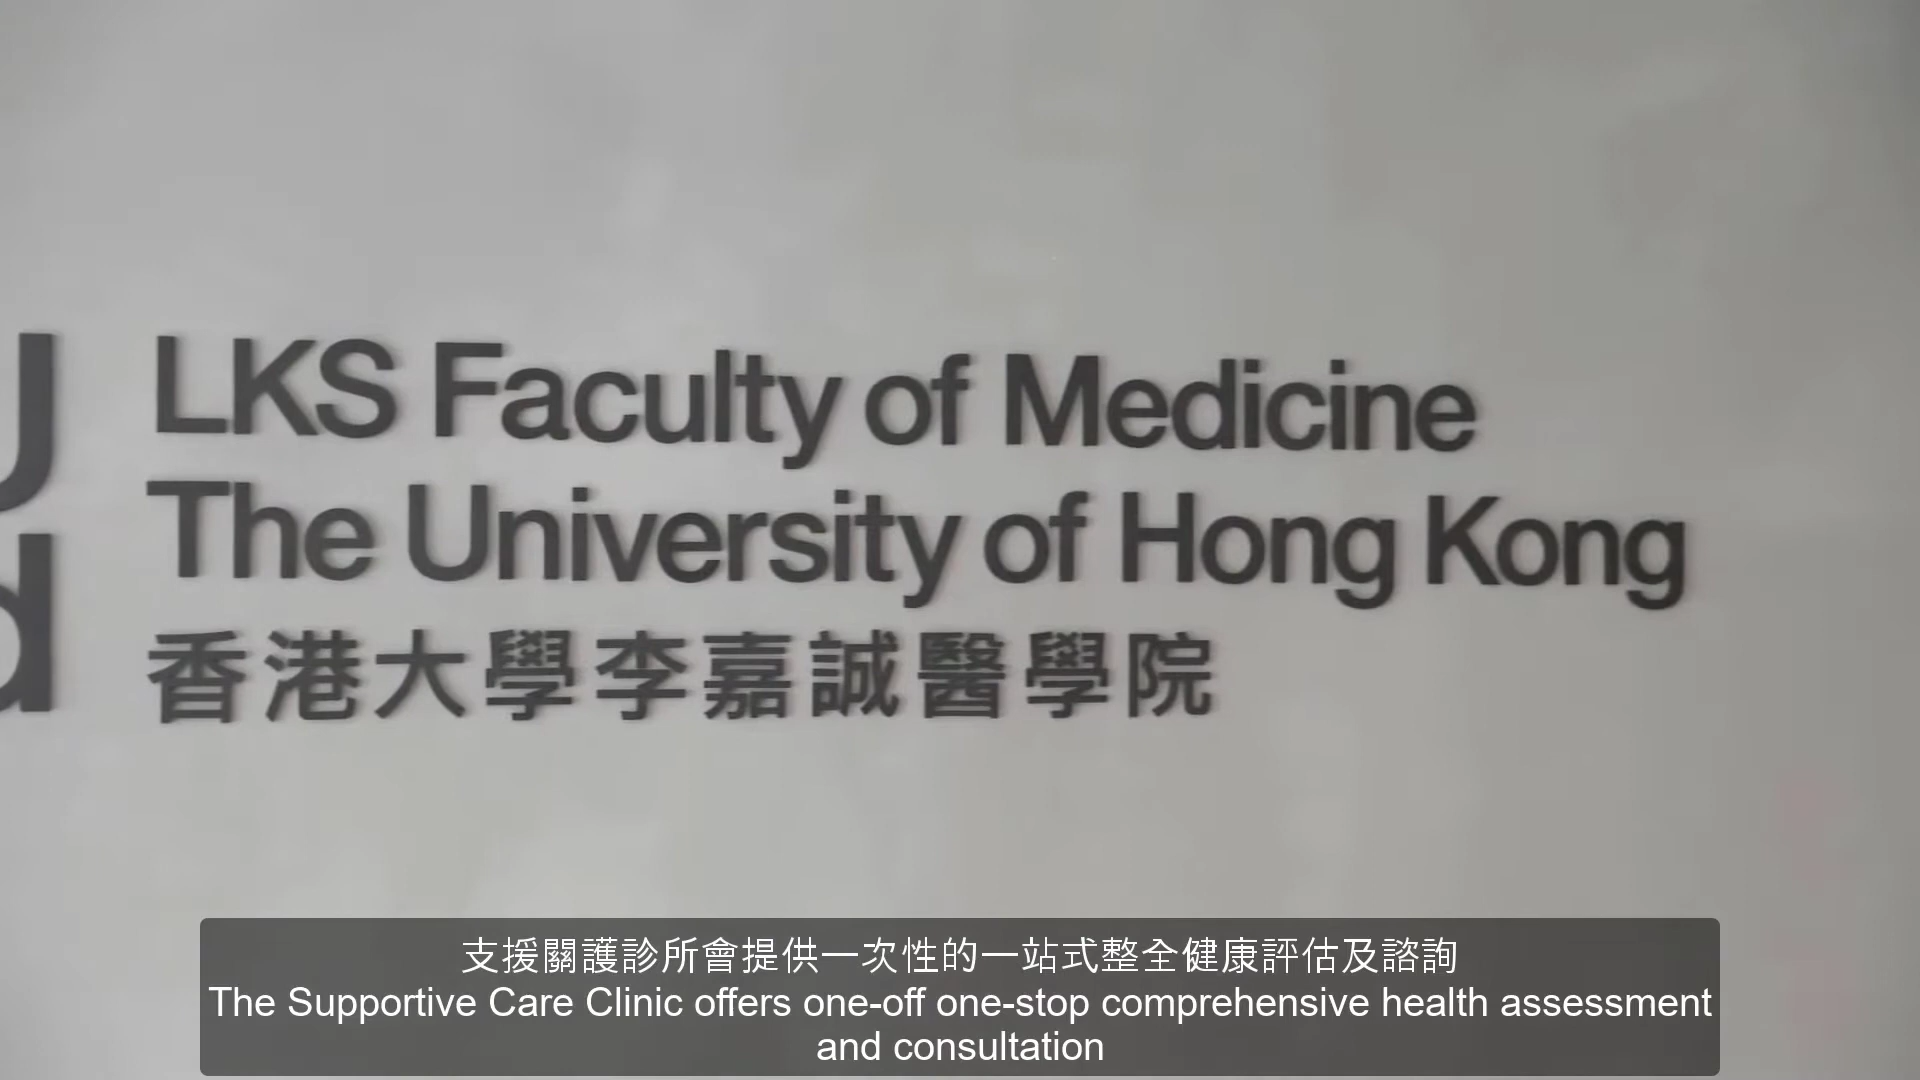 LKS Faculty of Medicine
The University of Hong Kong
香港大學李嘉誠醫學院
支援關護診所會提供一次性的一站式整全健康評估及諮詢
The Supportive Care Clinic offers one-off one-stop comprehensive health assessment
and consultation